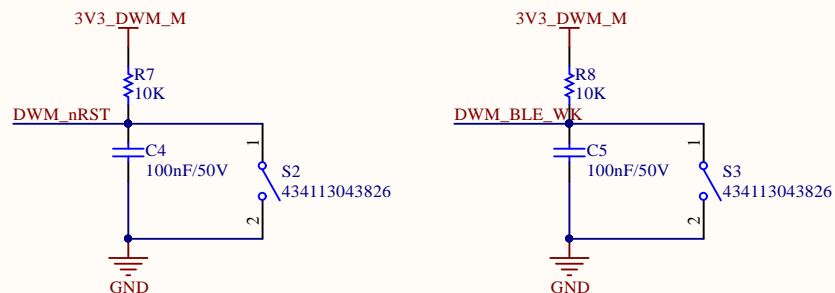 3V3_DWM_M
R7
10K
DWM_nRST
C4
100nF/50V
1
S2
434113043826
2
GND
3V3_DWM_M
R8
10K
DWM_BLE_WK
C5
100nF/50V
1
S3
434113043826
2
GND